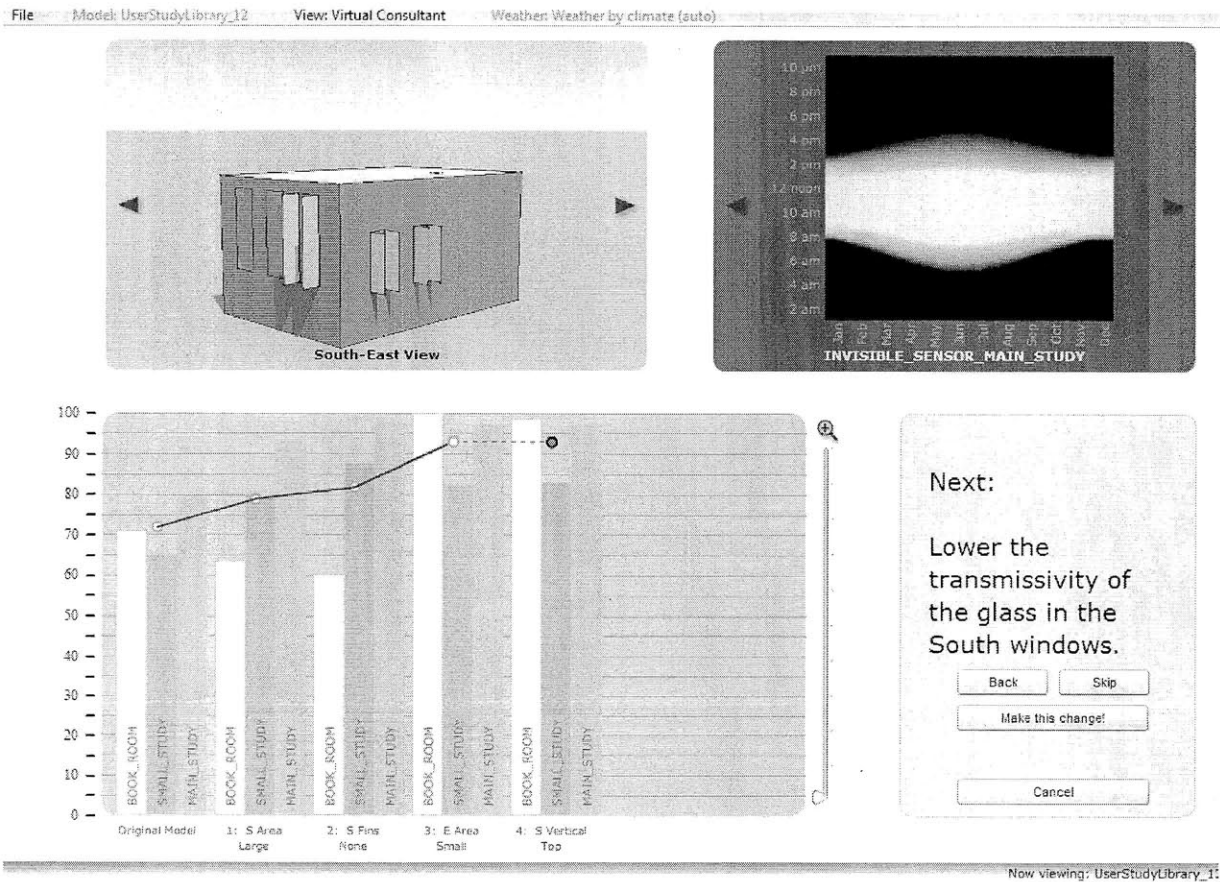 File Model: UserStudyLibrary_12 View: Virtual Consultant Weather: Weather by climate (auto)
South-East View
10 pm
8 pm
6 pm
4 pm
2 pm
12 noon
10 am
8 am
6 am
4 am
2 am
Jan Feb Mar Apr May Jun Jul Aug Sep Oct Nov Dec
INVISIBLE_SENSOR_MAIN_STUDY
100
90
80
70
60
50
40
30
20
10
0
BOOK_ROOM SMALL_STUDY MAIN_STUDY BOOK_ROOM SMALL_STUDY MAIN_STUDY BOOK_ROOM SMALL_STUDY MAIN_STUDY BOOK_ROOM SMALL_STUDY MAIN_STUDY BOOK_ROOM SMALL_STUDY MAIN_STUDY
Original Model 1: S Area 2: S Fins 3: E Area 4: S Vertical
Large None Small Top
Next:
Lower the
transmissivity of
the glass in the
South windows.
Back Skip
Make this change!
Cancel
Now viewing: UserStudyLibrary_12